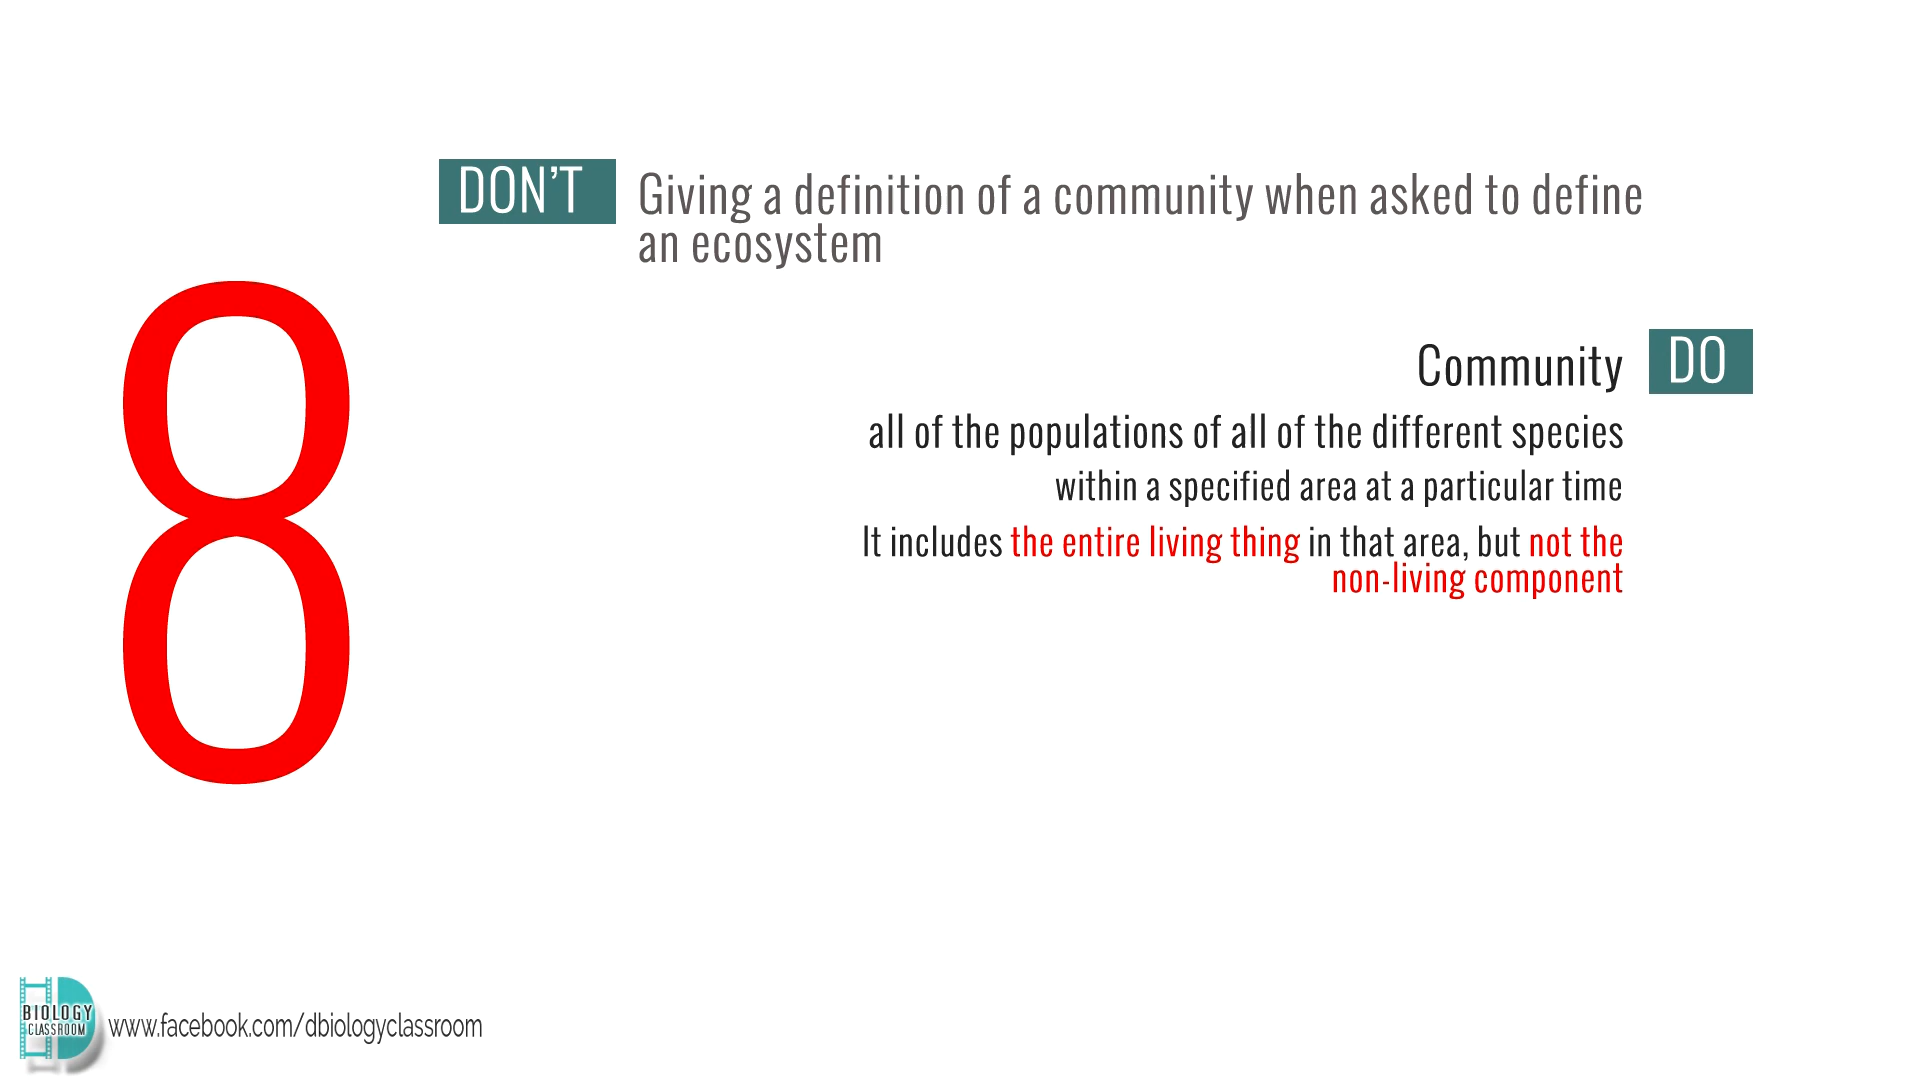 DON'T
Giving a definition of a community when asked to define
an ecosystem
8
Community
DO
all of the populations of all of the different species
within a specified area at a particular time
It includes the entire living thing in that area, but not the
non-living component
BIOLOGY
CLASSROOM
www.facebook.com/dbiologyclassroom